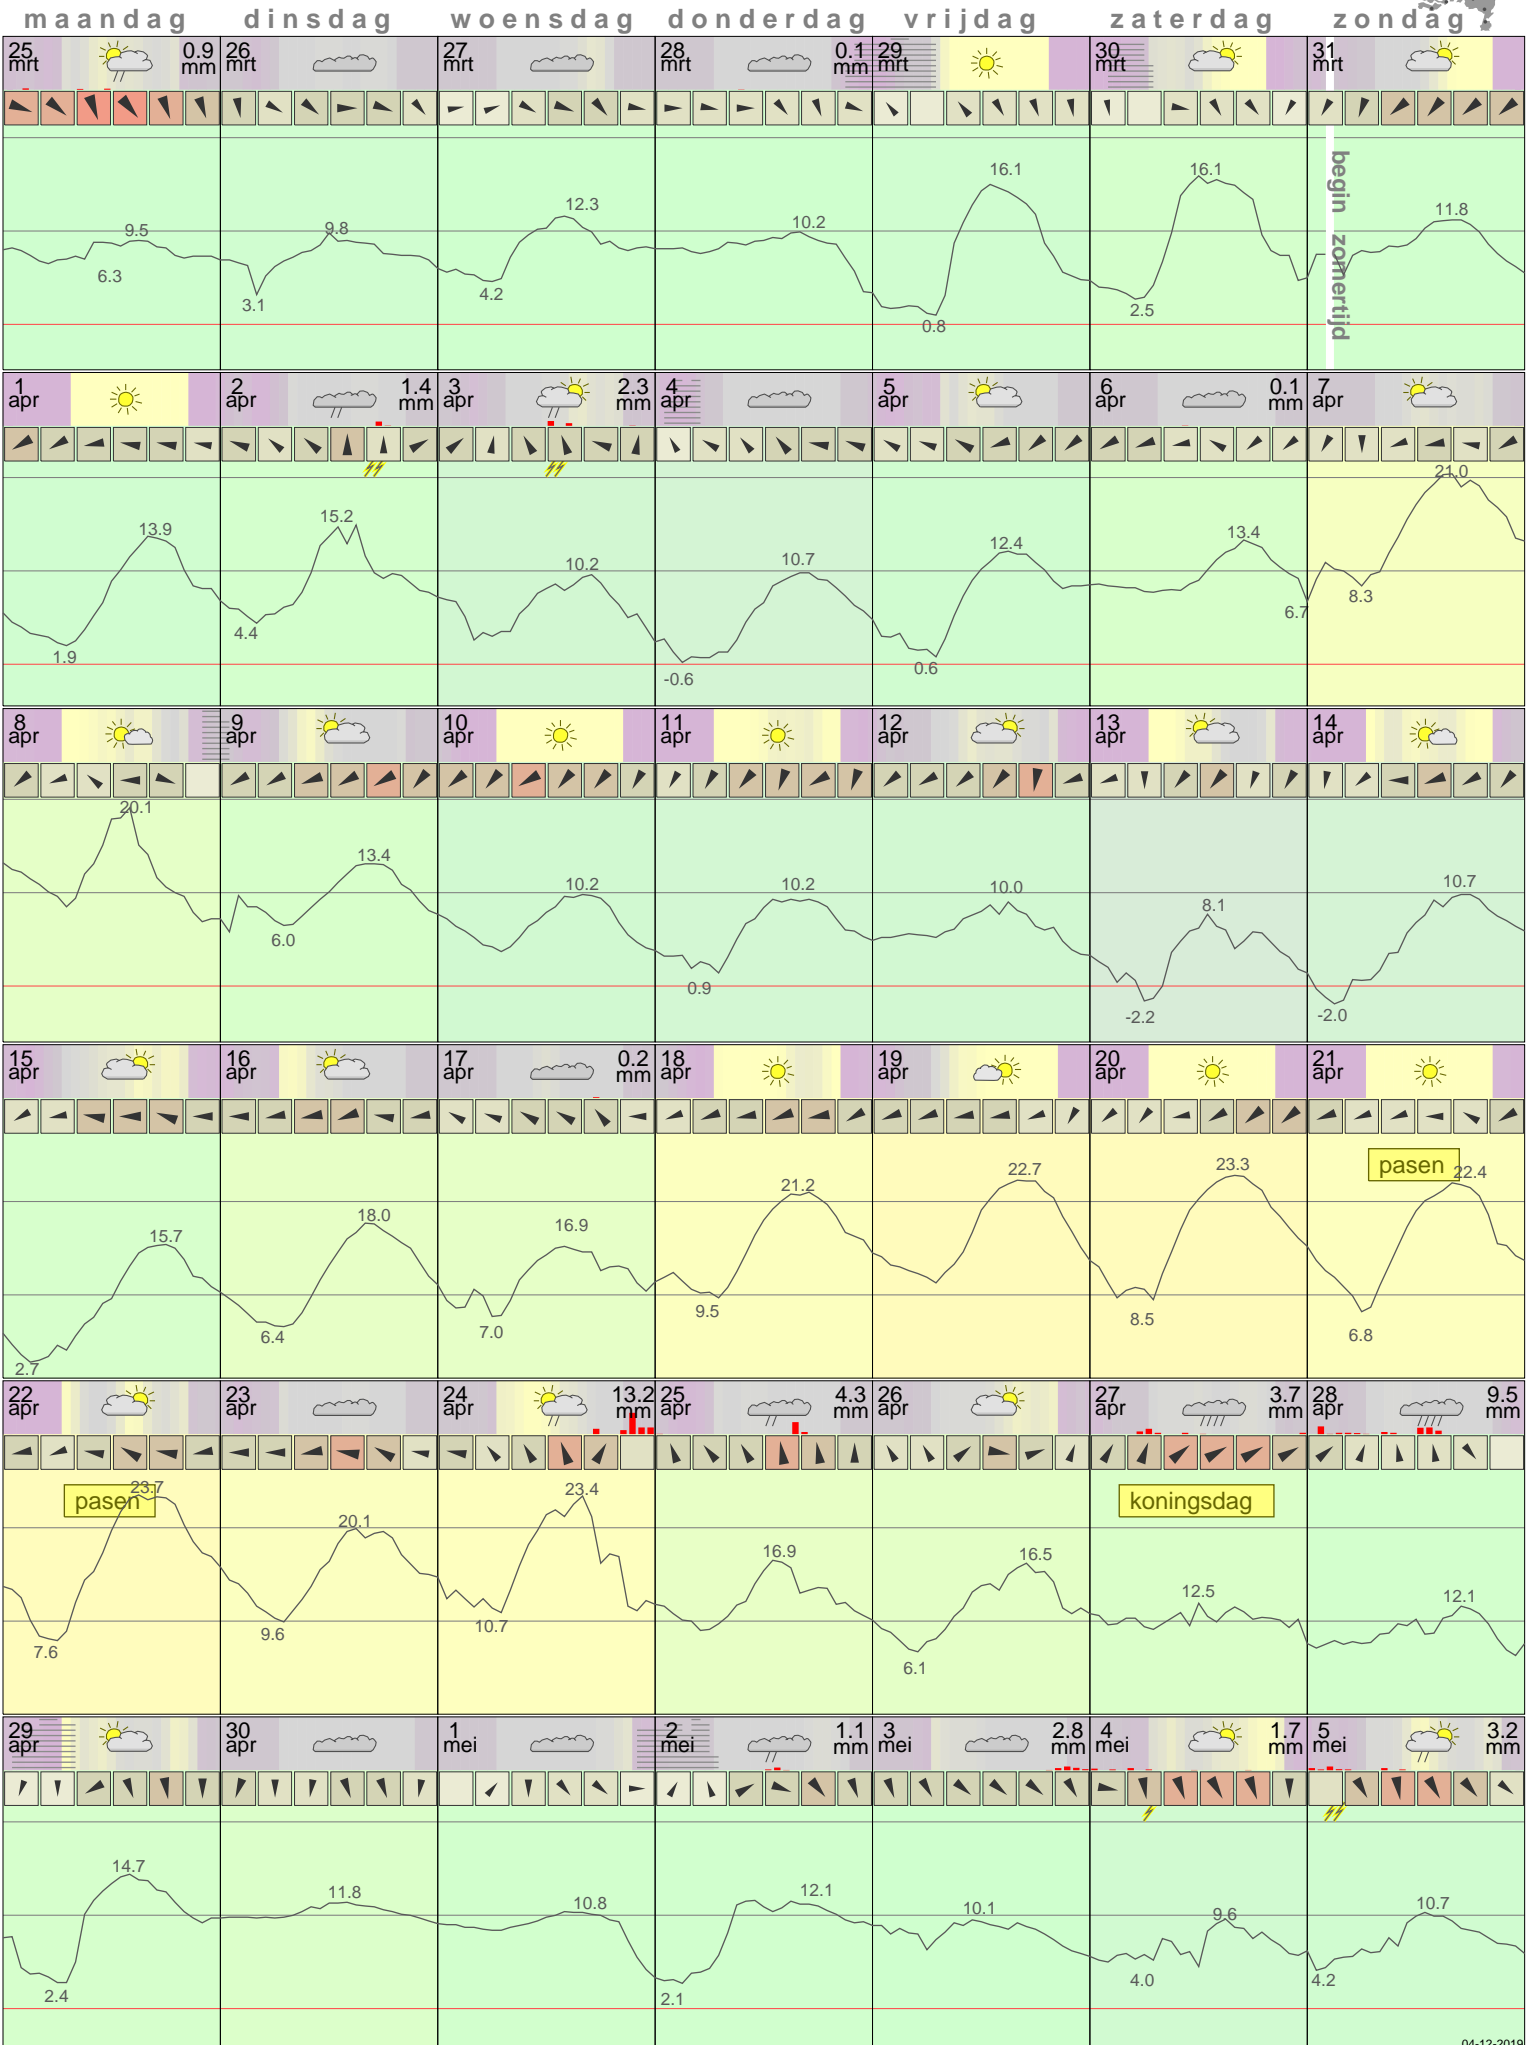 maandag dinsdag woensdag donderdag vrijdag zaterdag zondag
25 mrt 0.9 mm 26 mrt 27 mrt 28 mrt 0.1 mm 29 mrt 30 mrt 31 mrt
9.5 6.3 9.8 3.1 12.3 4.2 10.2 16.1 0.8 16.1 2.5 11.8
begin zomertijd
1 apr 2 apr 1.4 mm 3 apr 2.3 mm 4 apr 5 apr 6 apr 0.1 mm 7 apr
13.9 1.9 15.2 4.4 10.2 10.7 -0.6 12.4 0.6 13.4 6.7 21.0 8.3
8 apr 9 apr 10 apr 11 apr 12 apr 13 apr 14 apr
20.1 13.4 6.0 10.2 10.2 0.9 10.0 8.1 -2.2 10.7 -2.0
15 apr 16 apr 17 apr 0.2 mm 18 apr 19 apr 20 apr 21 apr
pasen
15.7 2.7 18.0 6.4 16.9 7.0 21.2 9.5 22.7 23.3 8.5 22.4 6.8
22 apr 23 apr 24 apr 13.2 mm 25 apr 4.3 mm 26 apr 27 apr 3.7 mm 28 apr 9.5 mm
pasen koningsdag
23.7 7.6 20.1 9.6 23.4 10.7 16.9 16.5 6.1 12.5 12.1
29 apr 30 apr 1 mei 2 mei 1.1 mm 3 mei 2.8 mm 4 mei 1.7 mm 5 mei 3.2 mm
14.7 2.4 11.8 10.8 12.1 2.1 10.1 9.6 4.0 10.7 4.2
04-12-2019